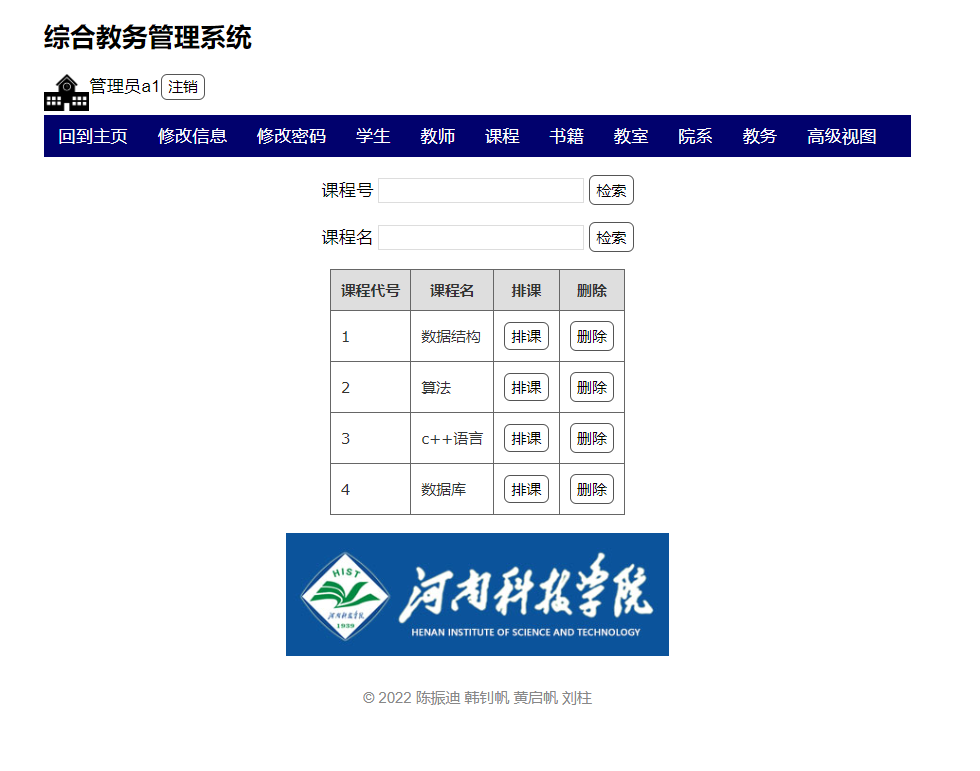 综合教务管理系统
管理员a1 注销
回到主页 修改信息 修改密码 学生 教师 课程 书籍 教室 院系 教务 高级视图
课程号 检索
课程名 检索
课程代号 课程名 排课 删除
1 数据结构 排课 删除
2 算法 排课 删除
3 c++语言 排课 删除
4 数据库 排课 删除
HIST
河南科技学院
河南科技学院
HENAN INSTITUTE OF SCIENCE AND TECHNOLOGY
1939
© 2022 陈振迪 韩钊帆 黄启帆 刘柱